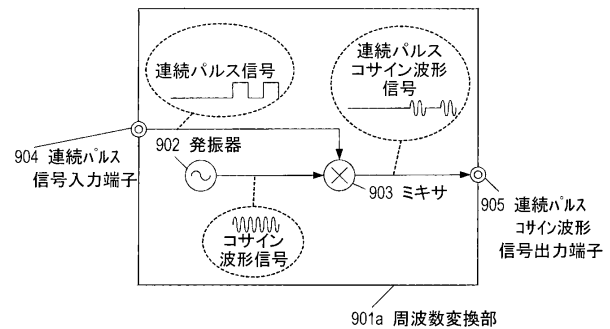 連続パルス信号
連続パルス
コサイン波形
信号
904 連続パルス
信号入力端子
902 発振器
903 ミキサ
コサイン
波形信号
905 連続パルス
コサイン波形
信号出力端子
901a 周波数変換部